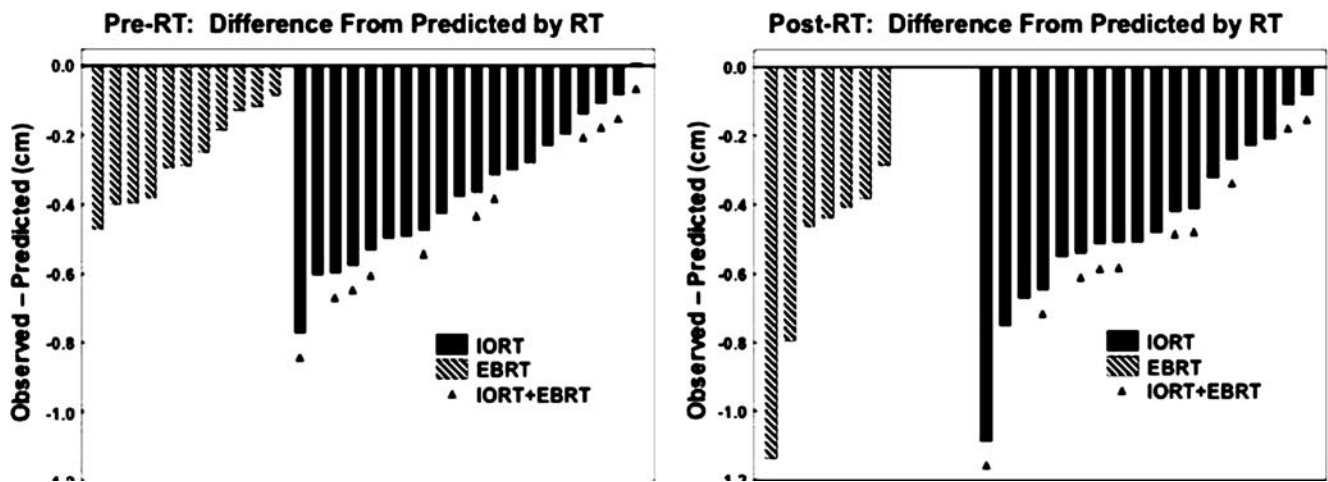 Pre-RT: Difference From Predicted by RT
Observed – Predicted (cm)
0.0
-0.2
-0.4
-0.6
-0.8
-1.0
IORT
EBRT
IORT+EBRT
Post-RT: Difference From Predicted by RT
Observed – Predicted (cm)
0.0
-0.2
-0.4
-0.6
-0.8
-1.0
IORT
EBRT
IORT+EBRT